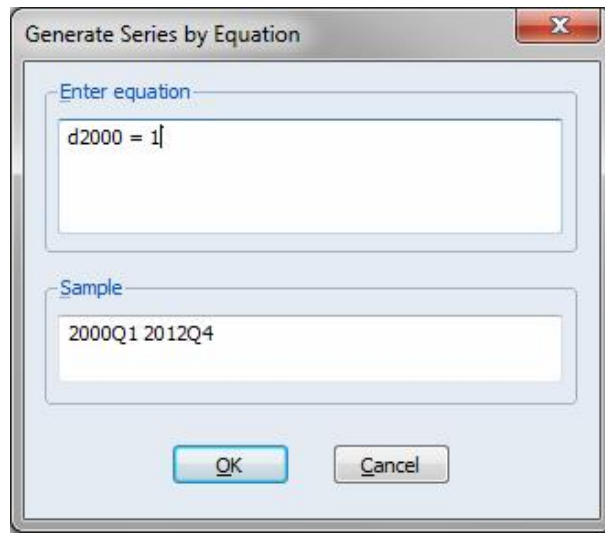 Generate Series by Equation
Enter equation
d2000 = 1
Sample
2000Q1 2012Q4
OK
Cancel